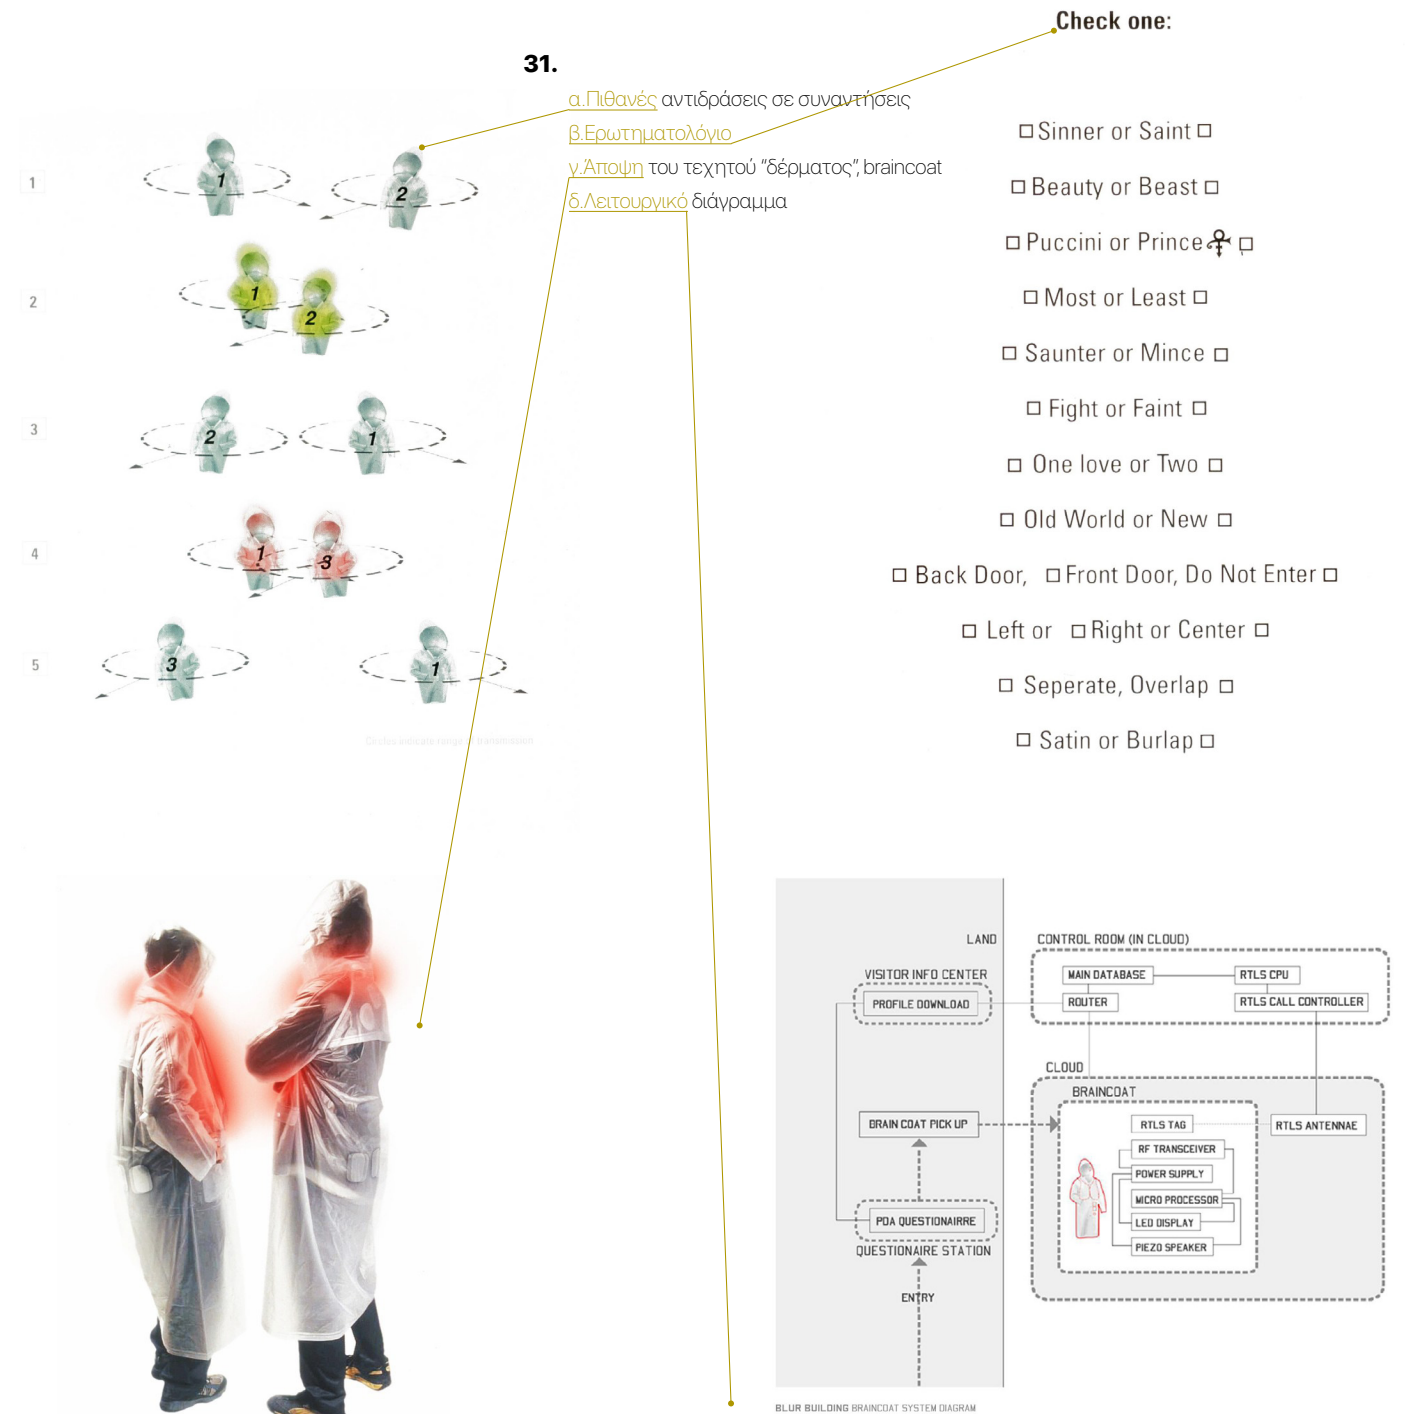 Check one:
31.
α.Πιθανές αντιδράσεις σε συναντήσεις
β.Ερωτηματολόγιο
γ.Άποψη του τεχητού “δέρματος”, braincoat
δ.Λειτουργικό διάγραμμα
1
1
2
2
1
2
3
2
1
4
1
3
5
3
1
Circles indicate range of transmission
☐ Sinner or Saint ☐
☐ Beauty or Beast ☐
☐ Puccini or Prince ☐
☐ Most or Least ☐
☐ Saunter or Mince ☐
☐ Fight or Faint ☐
☐ One love or Two ☐
☐ Old World or New ☐
☐ Back Door, ☐ Front Door, Do Not Enter ☐
☐ Left or ☐ Right or Center ☐
☐ Seperate, Overlap ☐
☐ Satin or Burlap ☐
LAND
VISITOR INFO CENTER
PROFILE DOWNLOAD
BRAIN COAT PICK UP
PDA QUESTIONAIRRE
QUESTIONAIRE STATION
ENTRY
CONTROL ROOM (IN CLOUD)
MAIN DATABASE
RTLS CPU
ROUTER
RTLS CALL CONTROLLER
CLOUD
BRAINCOAT
RTLS TAG
RTLS ANTENNAE
RF TRANSCEIVER
POWER SUPPLY
MICRO PROCESSOR
LED DISPLAY
PIEZO SPEAKER
BLUR BUILDING BRAINCOAT SYSTEM DIAGRAM